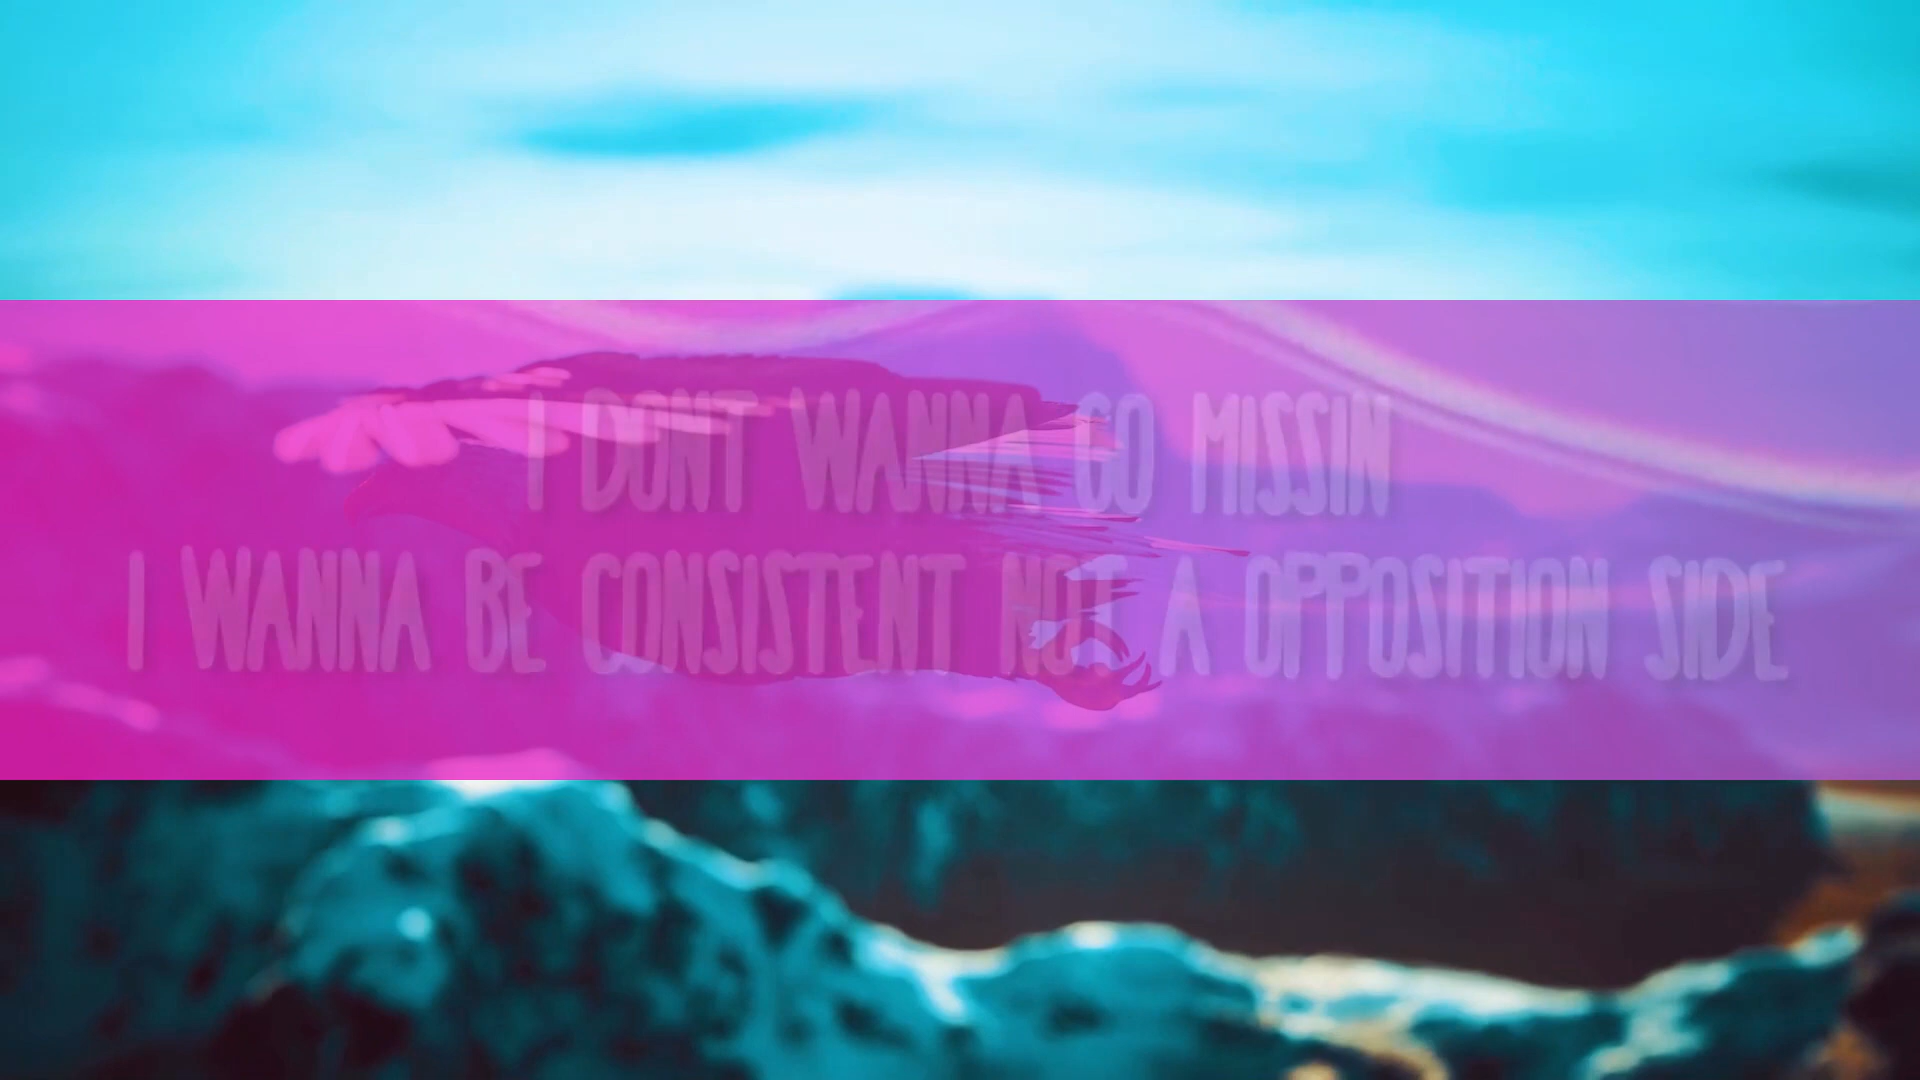 I DONT WANNA GO MISSIN
I WANNA BE CONSISTENT NOT A OPPOSITION SIDE